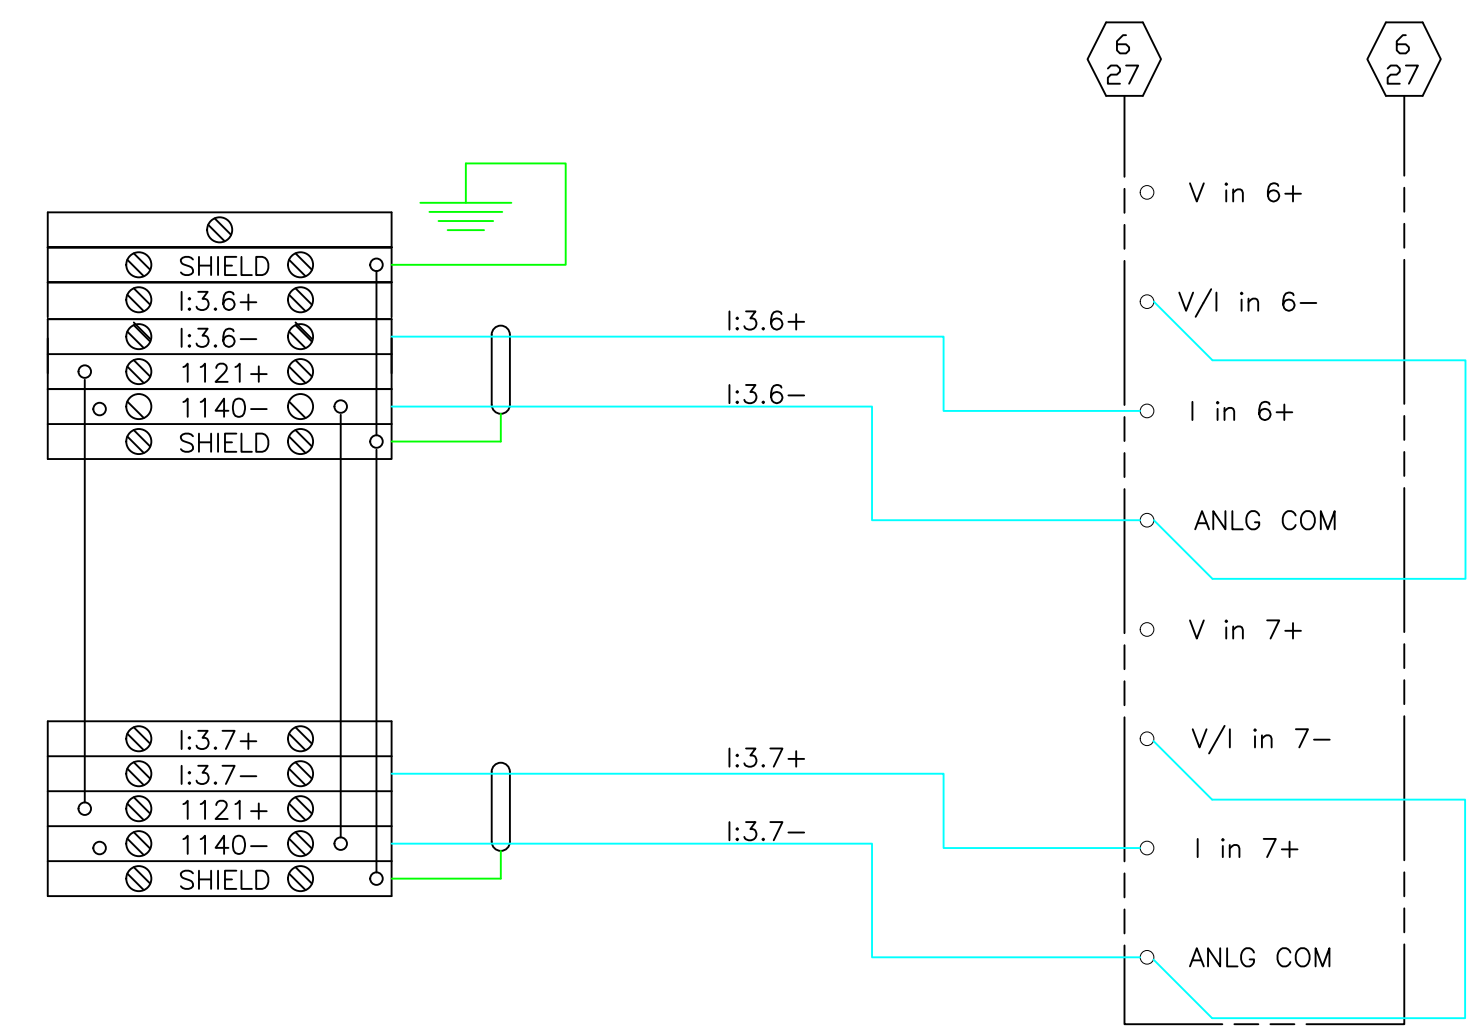 6
27
6
27
V in 6+
SHIELD
I:3.6+
I:3.6-
1121+
1140-
SHIELD
I:3.6+
I:3.6-
V/I in 6-
I in 6+
ANLG COM
V in 7+
I:3.7+
I:3.7-
1121+
1140-
SHIELD
I:3.7+
I:3.7-
V/I in 7-
I in 7+
ANLG COM